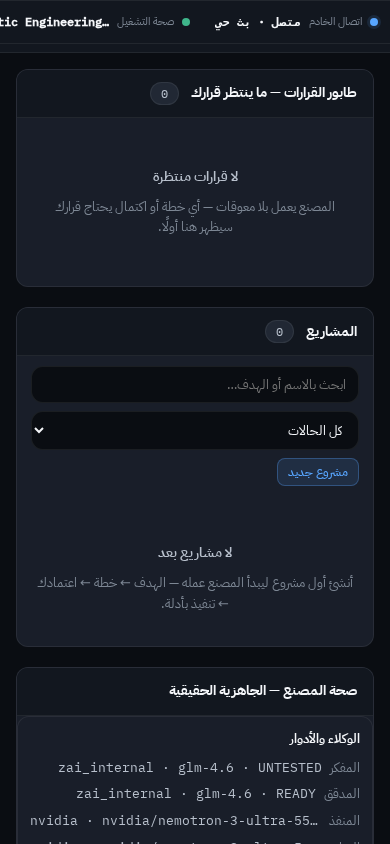 اتصال الخادم متصل · بث حي صحة التشغيل tic Engineering…
طابور القرارات — ما ينتظر قرارك 0
لا قرارات منتظرة
المصنع يعمل بلا معوقات — أي خطة أو اكتمال يحتاج قرارك
سيظهر هنا أولًا.
المشاريع 0
ابحث بالاسم أو الهدف...
كل الحالات
مشروع جديد
لا مشاريع بعد
أنشئ أول مشروع ليبدأ المصنع عمله — الهدف ← خطة ← اعتمادك
← تنفيذ بأدلة.
صحة المصنع — الجاهزية الحقيقية
الوكلاء والأدوار
المفكر zai_internal · glm-4.6 · UNTESTED
المدقق zai_internal · glm-4.6 · READY
المنفذ nvidia · nvidia/nemotron-3-ultra-55…